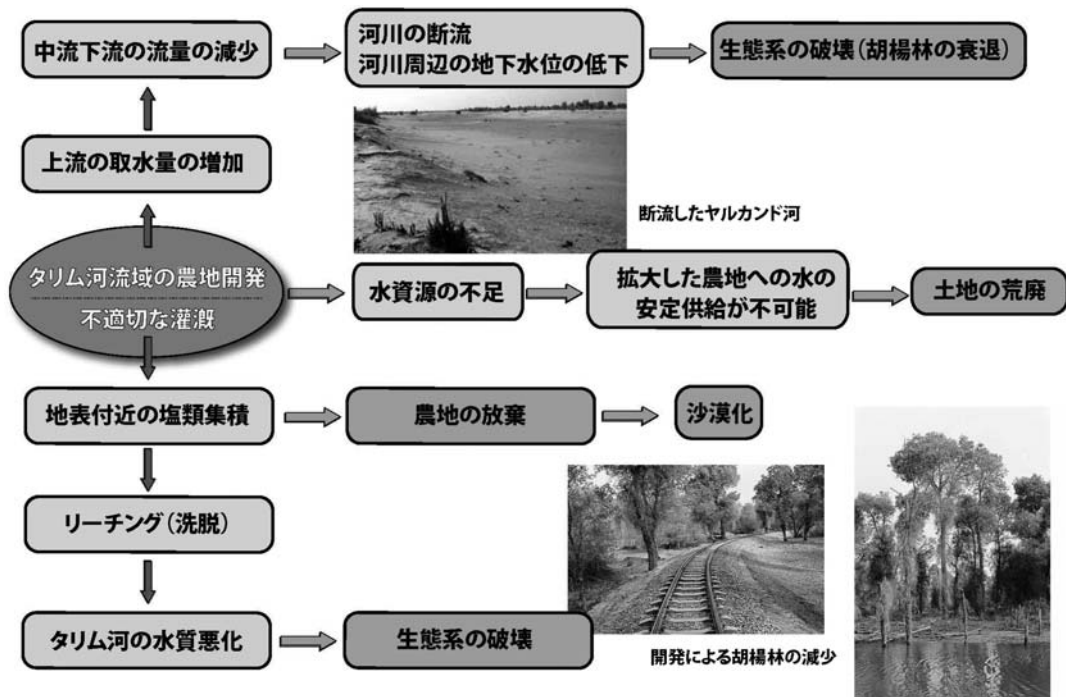 中流下流の流量の減少
河川の断流
河川周辺の地下水位の低下
生態系の破壊（胡楊林の衰退）
上流の取水量の増加
断流したヤルカンド河
タリム河流域の農地開発
不適切な灌漑
水資源の不足
拡大した農地への水の
安定供給が不可能
土地の荒廃
地表付近の塩類集積
農地の放棄
沙漠化
リーチング（洗脱）
タリム河の水質悪化
生態系の破壊
開発による胡楊林の減少